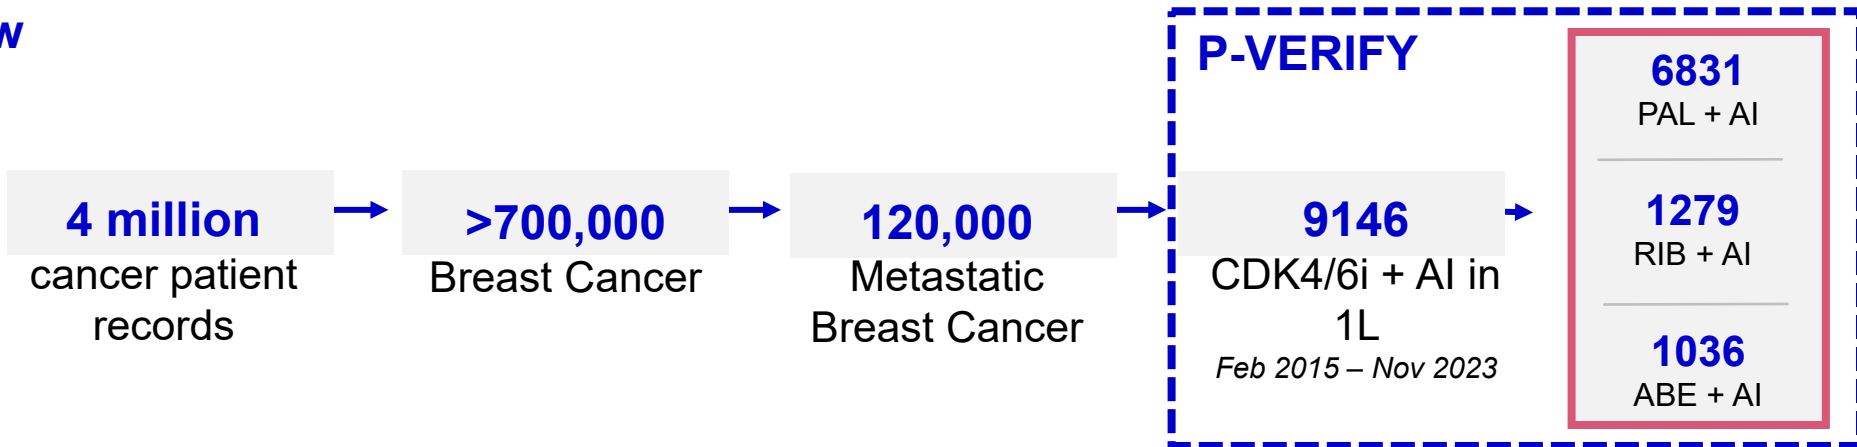 P-VERIFY
4 million
cancer patient
records
>700,000
Breast Cancer
120,000
Metastatic
Breast Cancer
9146
CDK4/6i + AI in
1L
Feb 2015 – Nov 2023
6831
PAL + AI
1279
RIB + AI
1036
ABE + AI